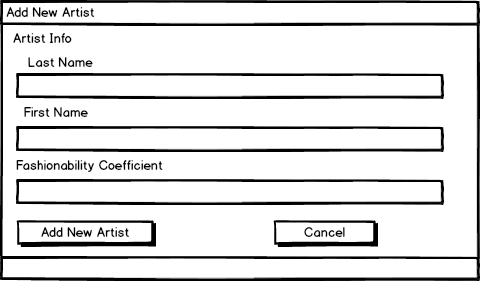 Add New Artist
Artist Info
Last Name
First Name
Fashionability Coefficient
Add New Artist Cancel